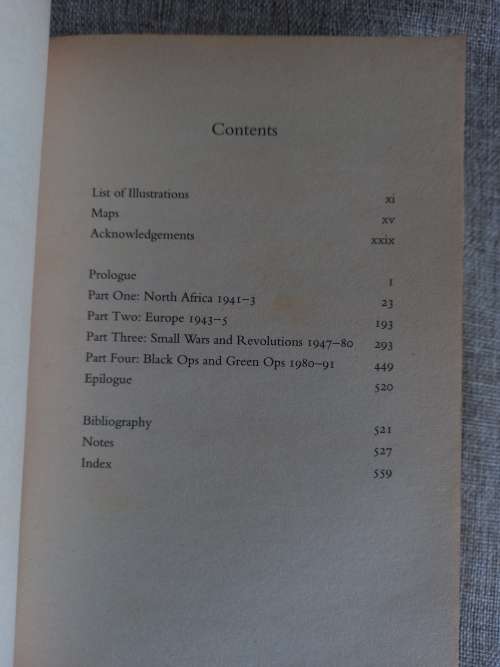 Contents
List of Illustrations xi
Maps xv
Acknowledgements xxix
Prologue 1
Part One: North Africa 1941–3 23
Part Two: Europe 1943–5 193
Part Three: Small Wars and Revolutions 1947–80 293
Part Four: Black Ops and Green Ops 1980–91 449
Epilogue 520
Bibliography 521
Notes 527
Index 559